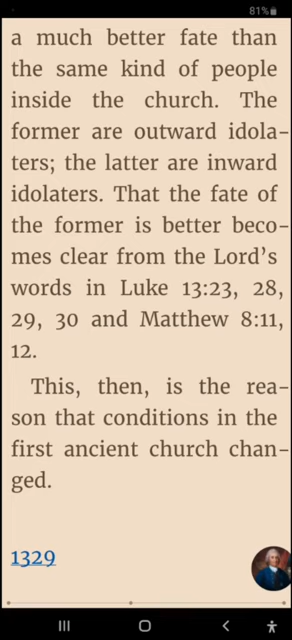 81%
a much better fate than
the same kind of people
inside the church. The
former are outward idola-
ters; the latter are inward
idolaters. That the fate of
the former is better beco-
mes clear from the Lord’s
words in Luke 13:23, 28,
29, 30 and Matthew 8:11,
12.
This, then, is the rea-
son that conditions in the
first ancient church chan-
ged.
1329